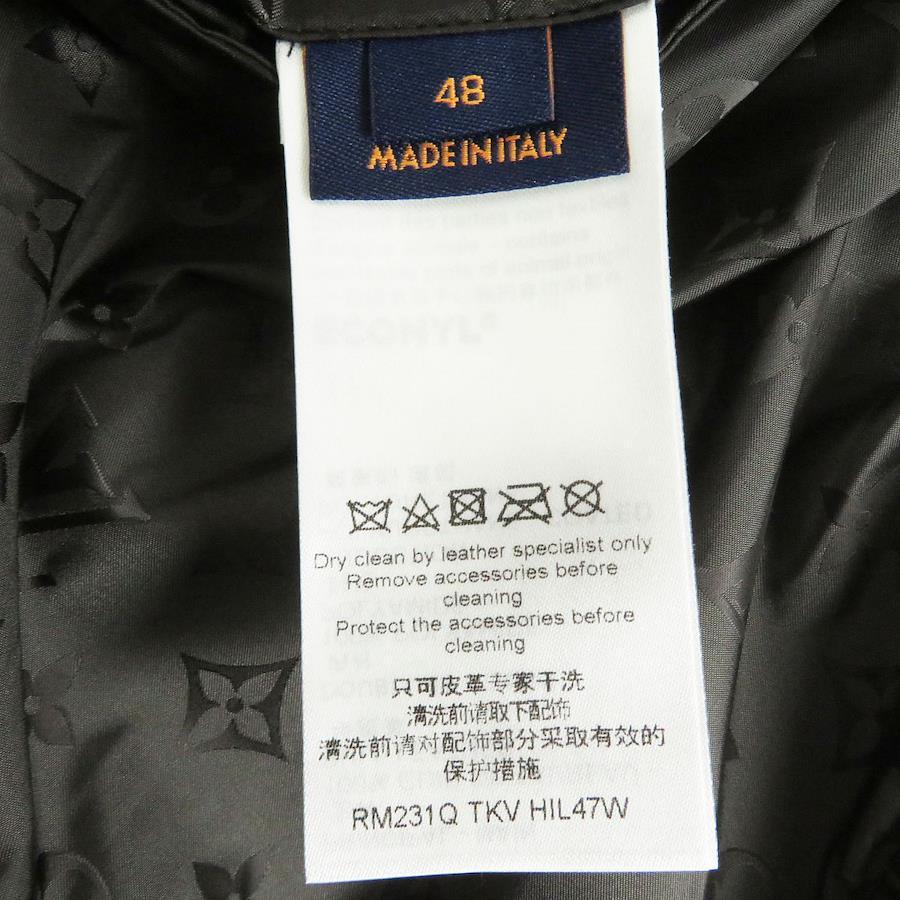 48
MADE IN ITALY
ECONYL®
Dry clean by leather specialist only
Remove accessories before
cleaning
Protect the accessories before
cleaning
只可皮革专家干洗
清洗前请取下配饰
清洗前请对配饰部分采取有效的
保护措施
RM231Q TKV HIL47W